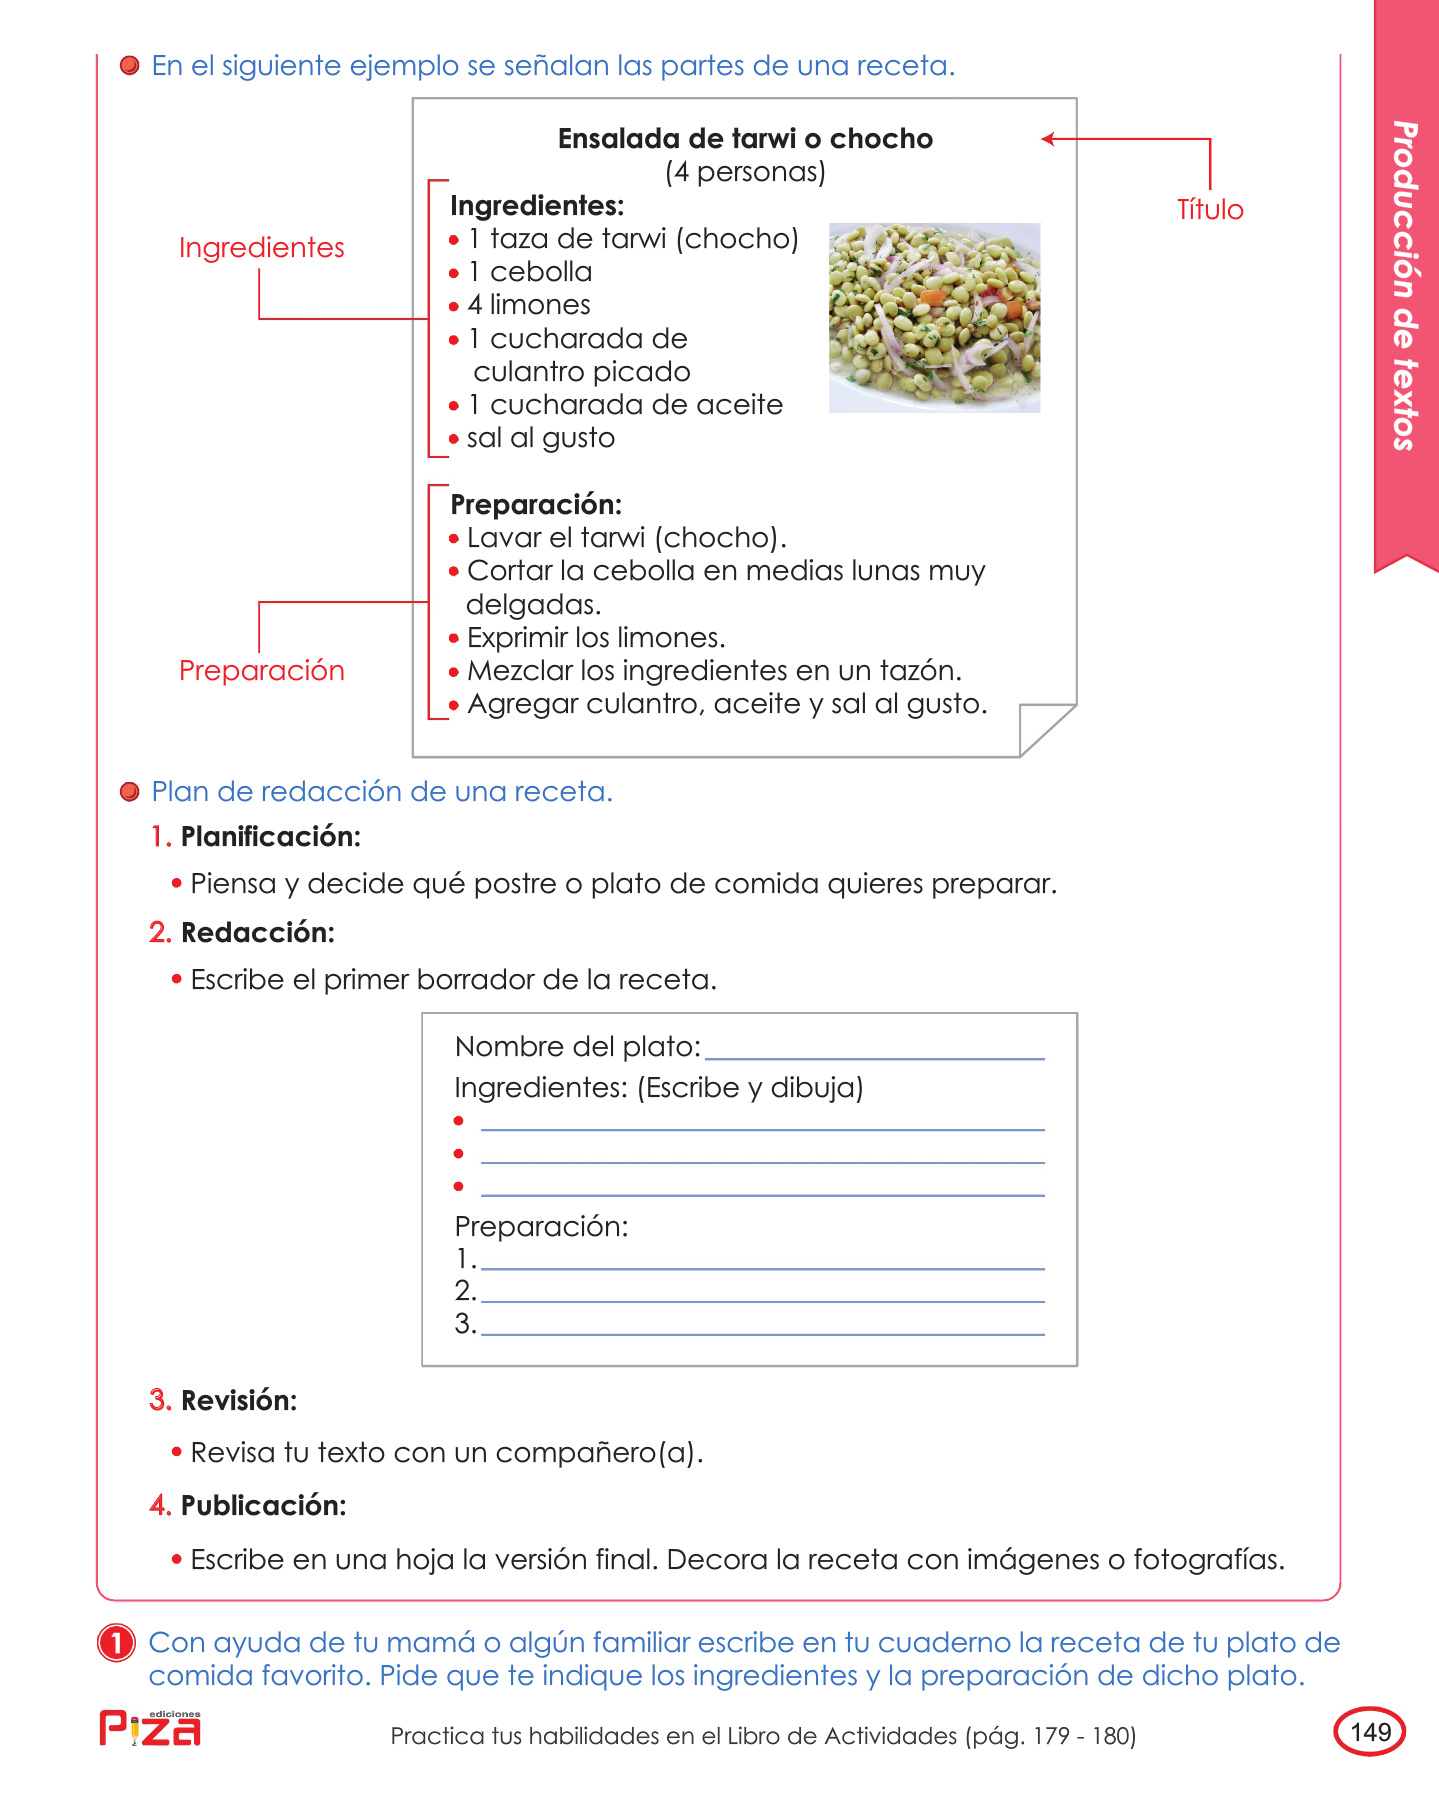 En el siguiente ejemplo se señalan las partes de una receta.
Ensalada de tarwi o chocho
(4 personas)
Título
Ingredientes
Ingredientes:
• 1 taza de tarwi (chocho)
• 1 cebolla
• 4 limones
• 1 cucharada de
culantro picado
• 1 cucharada de aceite
• sal al gusto
Preparación
Preparación:
• Lavar el tarwi (chocho).
• Cortar la cebolla en medias lunas muy
delgadas.
• Exprimir los limones.
• Mezclar los ingredientes en un tazón.
• Agregar culantro, aceite y sal al gusto.
Plan de redacción de una receta.
1. Planificación:
• Piensa y decide qué postre o plato de comida quieres preparar.
2. Redacción:
• Escribe el primer borrador de la receta.
Nombre del plato:
Ingredientes: (Escribe y dibuja)
Preparación:
1.
2.
3.
3. Revisión:
• Revisa tu texto con un compañero(a).
4. Publicación:
• Escribe en una hoja la versión final. Decora la receta con imágenes o fotografías.
1 Con ayuda de tu mamá o algún familiar escribe en tu cuaderno la receta de tu plato de
comida favorito. Pide que te indique los ingredientes y la preparación de dicho plato.
ediciones
Piza
Practica tus habilidades en el Libro de Actividades (pág. 179 - 180)
149
Producción de textos